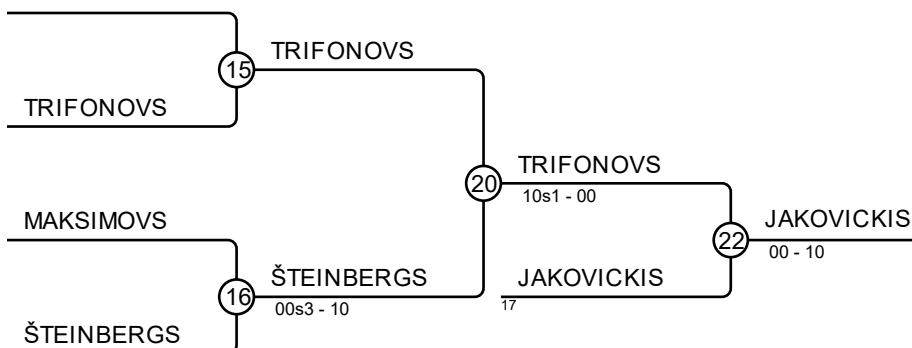 TRIFONOVS
15
TRIFONOVS
TRIFONOVS
20
10s1 - 00
MAKSIMOVS
JAKOVICKIS
22
00 - 10
ŠTEINBERGS
JAKOVICKIS
16
00s3 - 10
17
ŠTEINBERGS